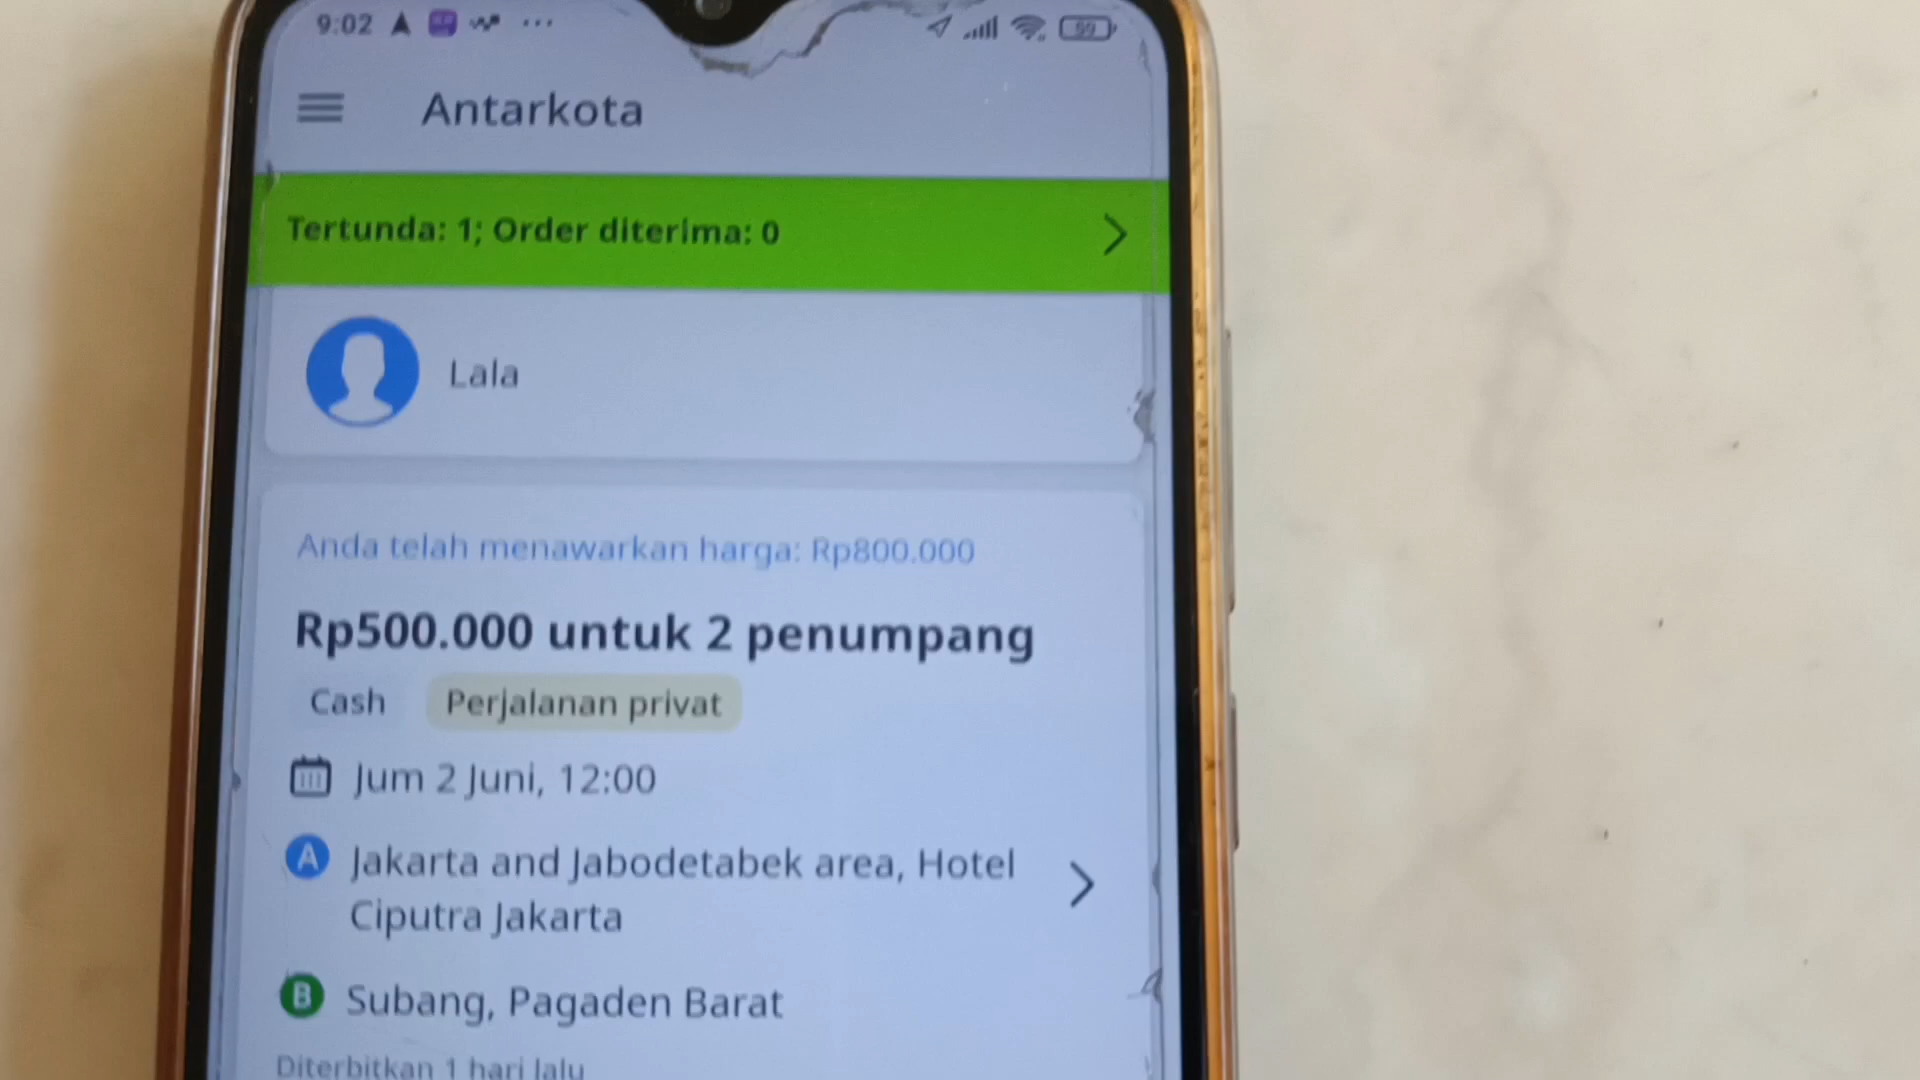 9:02
59
Antarkota
Tertunda: 1; Order diterima: 0
Lala
Anda telah menawarkan harga: Rp800.000
Rp500.000 untuk 2 penumpang
Cash Perjalanan privat
Jum 2 Juni, 12:00
A Jakarta and Jabodetabek area, Hotel
Ciputra Jakarta
B Subang, Pagaden Barat
Diterbitkan 1 hari lalu